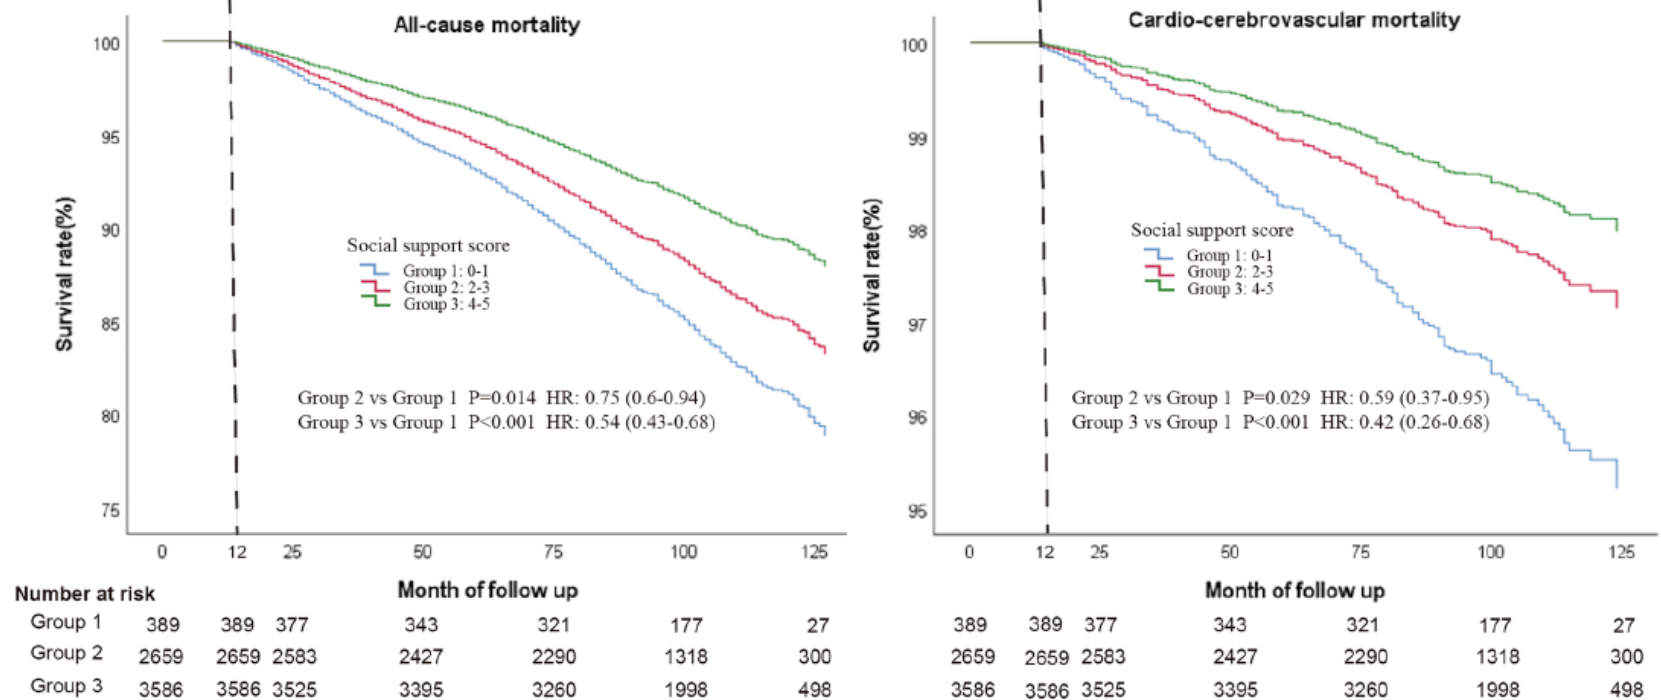 All-cause mortality
100
95
90
85
80
75
Survival rate(%)
Social support score
Group 1: 0-1
Group 2: 2-3
Group 3: 4-5
Group 2 vs Group 1 P=0.014 HR: 0.75 (0.6-0.94)
Group 3 vs Group 1 P<0.001 HR: 0.54 (0.43-0.68)
0 12 25 50 75 100 125
Month of follow up
Number at risk
Group 1 389 389 377 343 321 177 27
Group 2 2659 2659 2583 2427 2290 1318 300
Group 3 3586 3586 3525 3395 3260 1998 498
Cardio-cerebrovascular mortality
100
99
98
97
96
95
Survival rate(%)
Social support score
Group 1: 0-1
Group 2: 2-3
Group 3: 4-5
Group 2 vs Group 1 P=0.029 HR: 0.59 (0.37-0.95)
Group 3 vs Group 1 P<0.001 HR: 0.42 (0.26-0.68)
0 12 25 50 75 100 125
Month of follow up
389 389 377 343 321 177 27
2659 2659 2583 2427 2290 1318 300
3586 3586 3525 3395 3260 1998 498